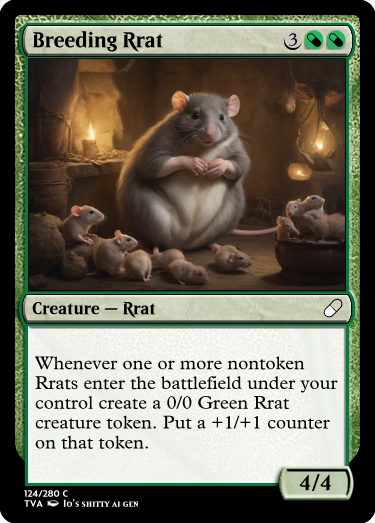 Breeding Rrat 3
Creature — Rrat
Whenever one or more nontoken
Rrats enter the battlefield under your
control create a 0/0 Green Rrat
creature token. Put a +1/+1 counter
on that token.
4/4
124/280 C
TVA Io's SHITTY AI GEN